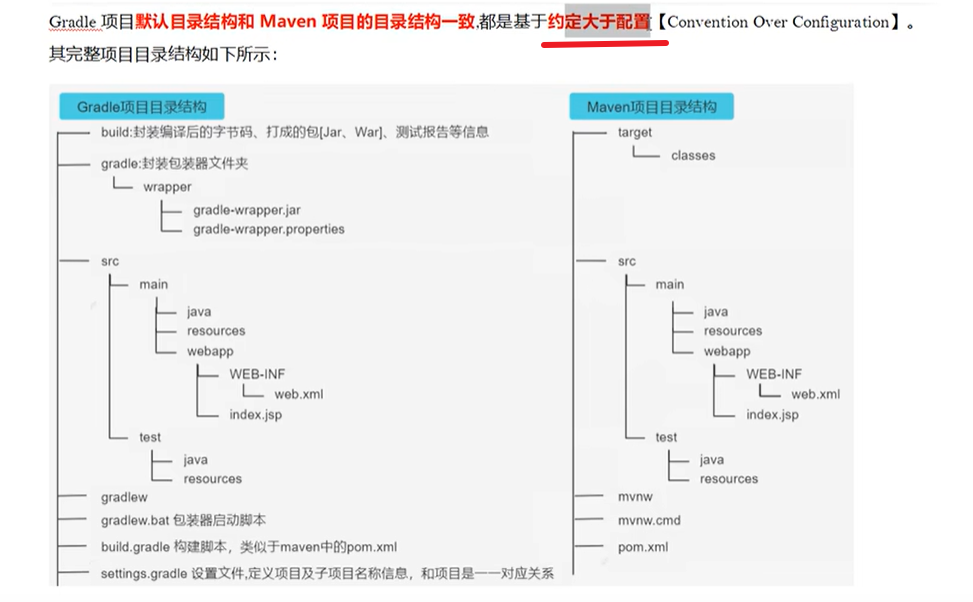 Gradle 项目默认目录结构和 Maven 项目的目录结构一致,都是基于约定大于配置【Convention Over Configuration】。
其完整项目目录结构如下所示：
Gradle项目目录结构
build:封装编译后的字节码、打成的包[Jar、War]、测试报告等信息
gradle:封装包装器文件夹
wrapper
gradle-wrapper.jar
gradle-wrapper.properties
src
main
java
resources
webapp
WEB-INF
web.xml
index.jsp
test
java
resources
gradlew
gradlew.bat 包装器启动脚本
build.gradle 构建脚本，类似于maven中的pom.xml
settings.gradle 设置文件,定义项目及子项目名称信息，和项目是一一对应关系
Maven项目目录结构
target
classes
src
main
java
resources
webapp
WEB-INF
web.xml
index.jsp
test
java
resources
mvnw
mvnw.cmd
pom.xml